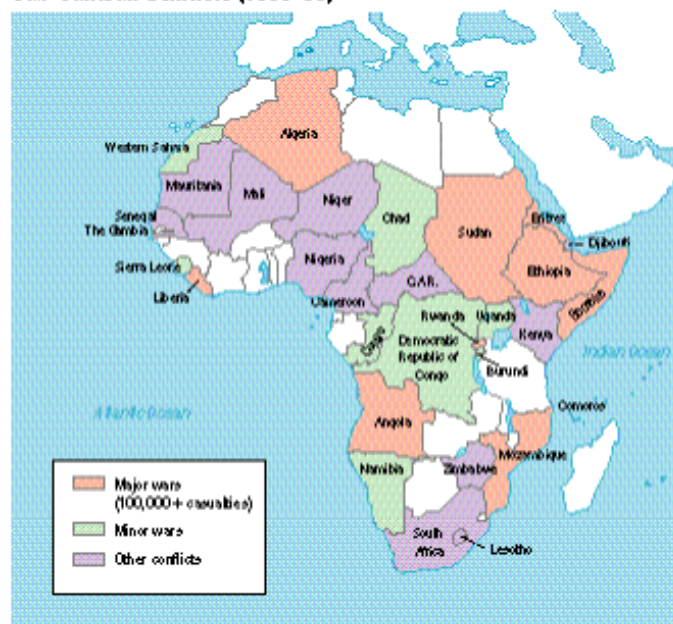 Algeria
Western Sahara
Mauritania
Mali
Niger
Chad
Sudan
Eritrea
Djibouti
Senegal
The Gambia
Nigeria
Ethiopia
Sierra Leone
Liberia
Cameroon
C.A.R.
Somalia
Rwanda
Uganda
Kenya
Congo
Democratic
Republic of
Congo
Burundi
Indian Ocean
Atlantic Ocean
Angola
Comoros
Mozambique
Namibia
Zimbabwe
South
Africa
Lesotho
Major wars
(100,000+ casualties)
Minor wars
Other conflicts